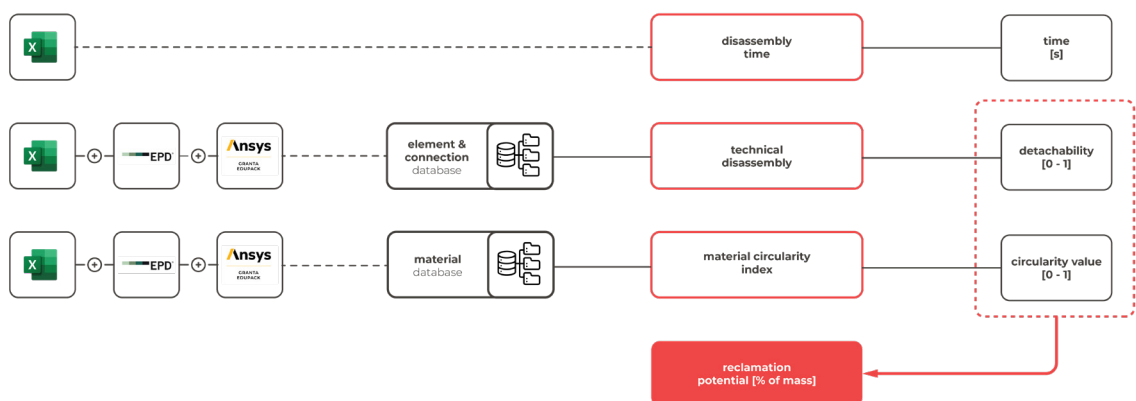 X
disassembly
time
time
[s]
X
+
EPD®
+
Ansys
GRANTA
EDUPACK
element &
connection
database
technical
disassembly
detachability
[0 - 1]
X
+
EPD®
+
Ansys
GRANTA
EDUPACK
material
database
material circularity
index
circularity value
[0 - 1]
reclamation
potential [% of mass]